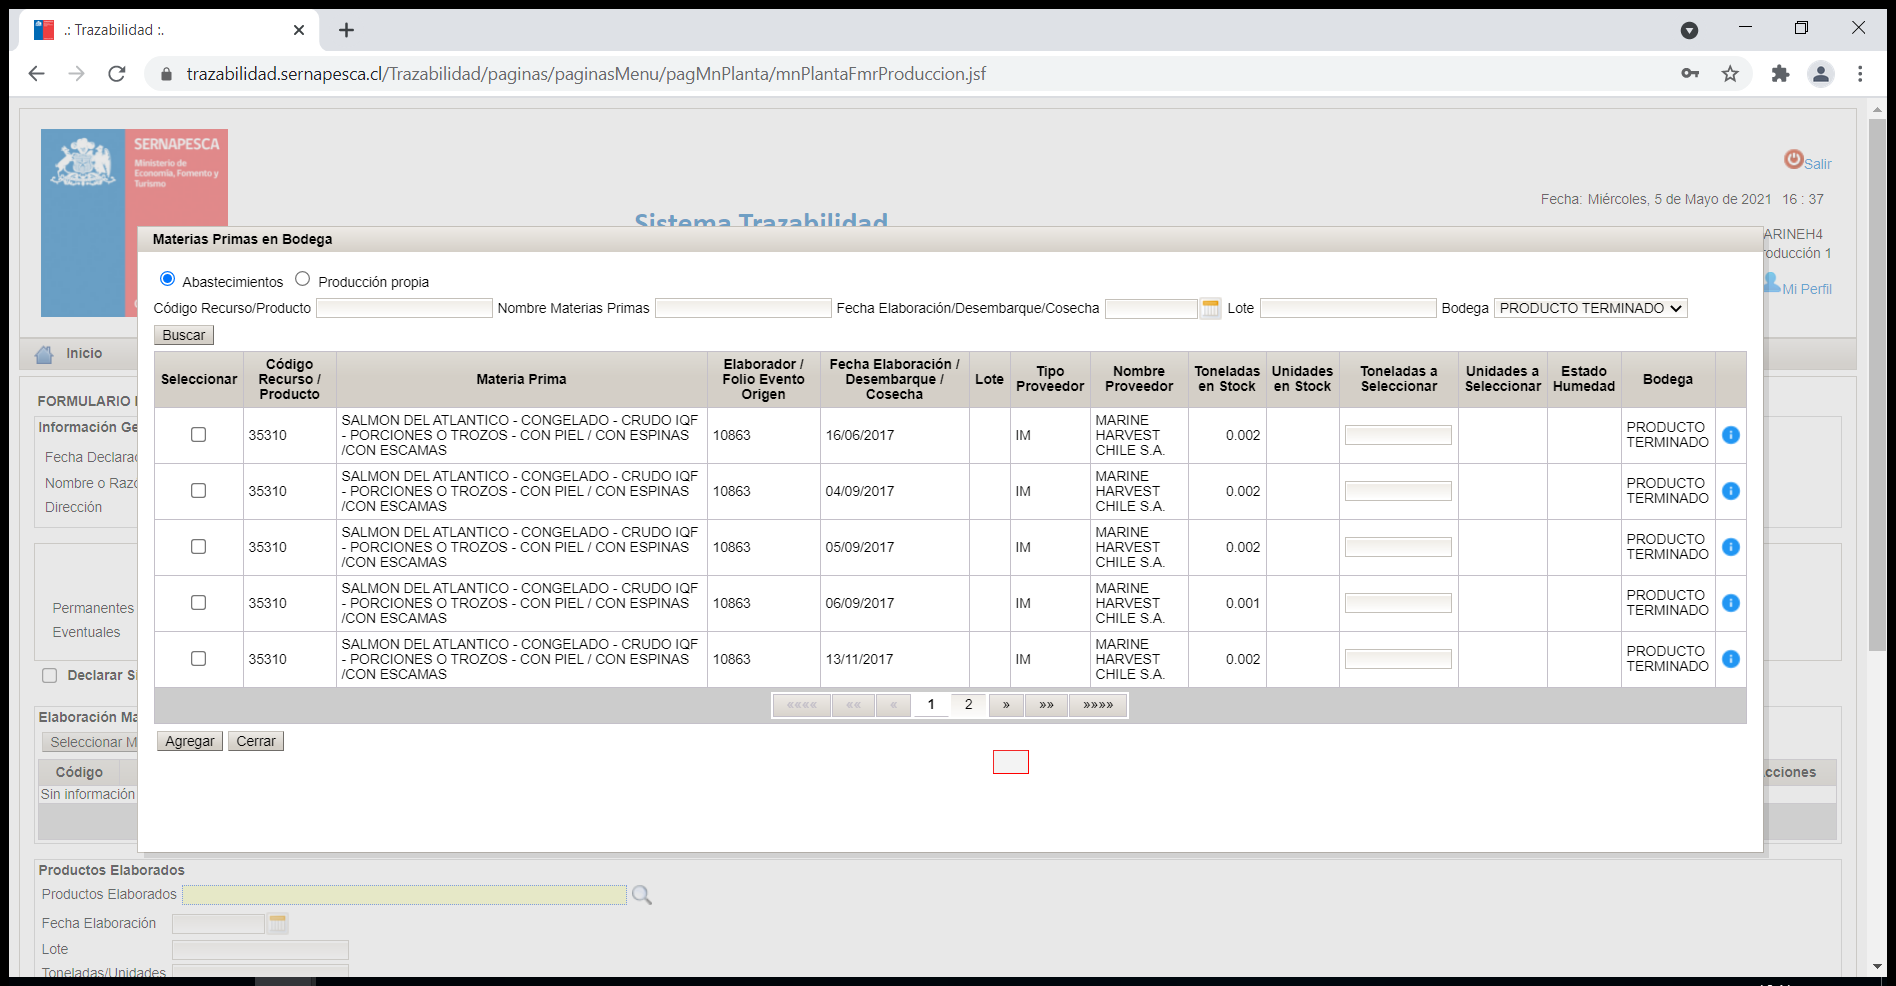 .: Trazabilidad :.
trazabilidad.sernapesca.cl/Trazabilidad/paginas/paginasMenu/pagMnPlanta/mnPlantaFmrProduccion.jsf
SERNAPESCA
Ministerio de
Economía, Fomento y
Turismo
Salir
Fecha: Miércoles, 5 de Mayo de 2021 16 : 37
Sistema Trazabilidad
ARINEH4
oducción 1
Mi Perfil
Inicio
Materias Primas en Bodega
Abastecimientos Producción propia
Código Recurso/Producto Nombre Materias Primas Fecha Elaboración/Desembarque/Cosecha Lote Bodega PRODUCTO TERMINADO
Buscar
Seleccionar Código Recurso / Producto Materia Prima Elaborador / Folio Evento Origen Fecha Elaboración / Desembarque / Cosecha Lote Tipo Proveedor Nombre Proveedor Toneladas en Stock Unidades en Stock Toneladas a Seleccionar Unidades a Seleccionar Estado Humedad Bodega
35310 SALMON DEL ATLANTICO - CONGELADO - CRUDO IQF - PORCIONES O TROZOS - CON PIEL / CON ESPINAS /CON ESCAMAS 10863 16/06/2017 IM MARINE HARVEST CHILE S.A. 0.002 PRODUCTO TERMINADO
35310 SALMON DEL ATLANTICO - CONGELADO - CRUDO IQF - PORCIONES O TROZOS - CON PIEL / CON ESPINAS /CON ESCAMAS 10863 04/09/2017 IM MARINE HARVEST CHILE S.A. 0.002 PRODUCTO TERMINADO
35310 SALMON DEL ATLANTICO - CONGELADO - CRUDO IQF - PORCIONES O TROZOS - CON PIEL / CON ESPINAS /CON ESCAMAS 10863 05/09/2017 IM MARINE HARVEST CHILE S.A. 0.002 PRODUCTO TERMINADO
35310 SALMON DEL ATLANTICO - CONGELADO - CRUDO IQF - PORCIONES O TROZOS - CON PIEL / CON ESPINAS /CON ESCAMAS 10863 06/09/2017 IM MARINE HARVEST CHILE S.A. 0.001 PRODUCTO TERMINADO
35310 SALMON DEL ATLANTICO - CONGELADO - CRUDO IQF - PORCIONES O TROZOS - CON PIEL / CON ESPINAS /CON ESCAMAS 10863 13/11/2017 IM MARINE HARVEST CHILE S.A. 0.002 PRODUCTO TERMINADO
«««« «« « 1 2 » »» »»»»
Agregar Cerrar
FORMULARIO
Información Ge
Fecha Declarac
Nombre o Razo
Dirección
Permanentes
Eventuales
Declarar Si
Elaboración Ma
Seleccionar M
Código cciones
Sin información
Productos Elaborados
Productos Elaborados
Fecha Elaboración
Lote
Toneladas/Unidades